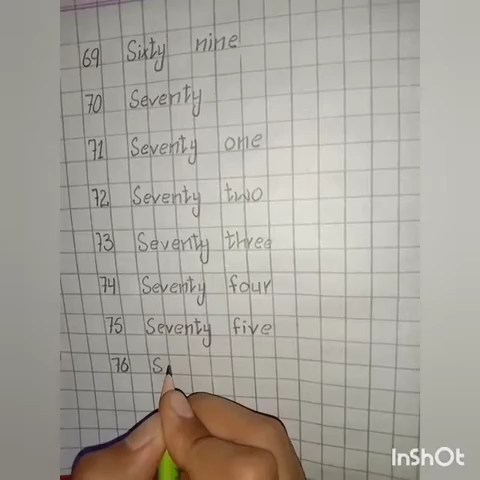 69 Sixty nine
70 Seventy
71 Seventy one
72 Seventy two
73 Seventy three
74 Seventy four
75 Seventy five
76 S
InShOt